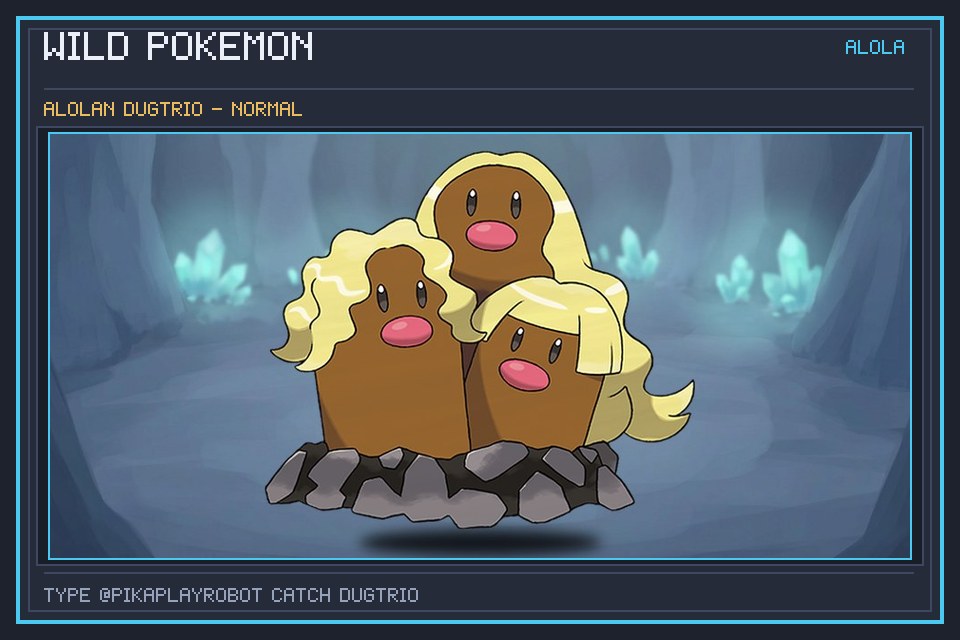 WILD POKEMON
ALOLA
ALOLAN DUGTRIO - NORMAL
TYPE @PIKAPLAYROBOT CATCH DUGTRIO